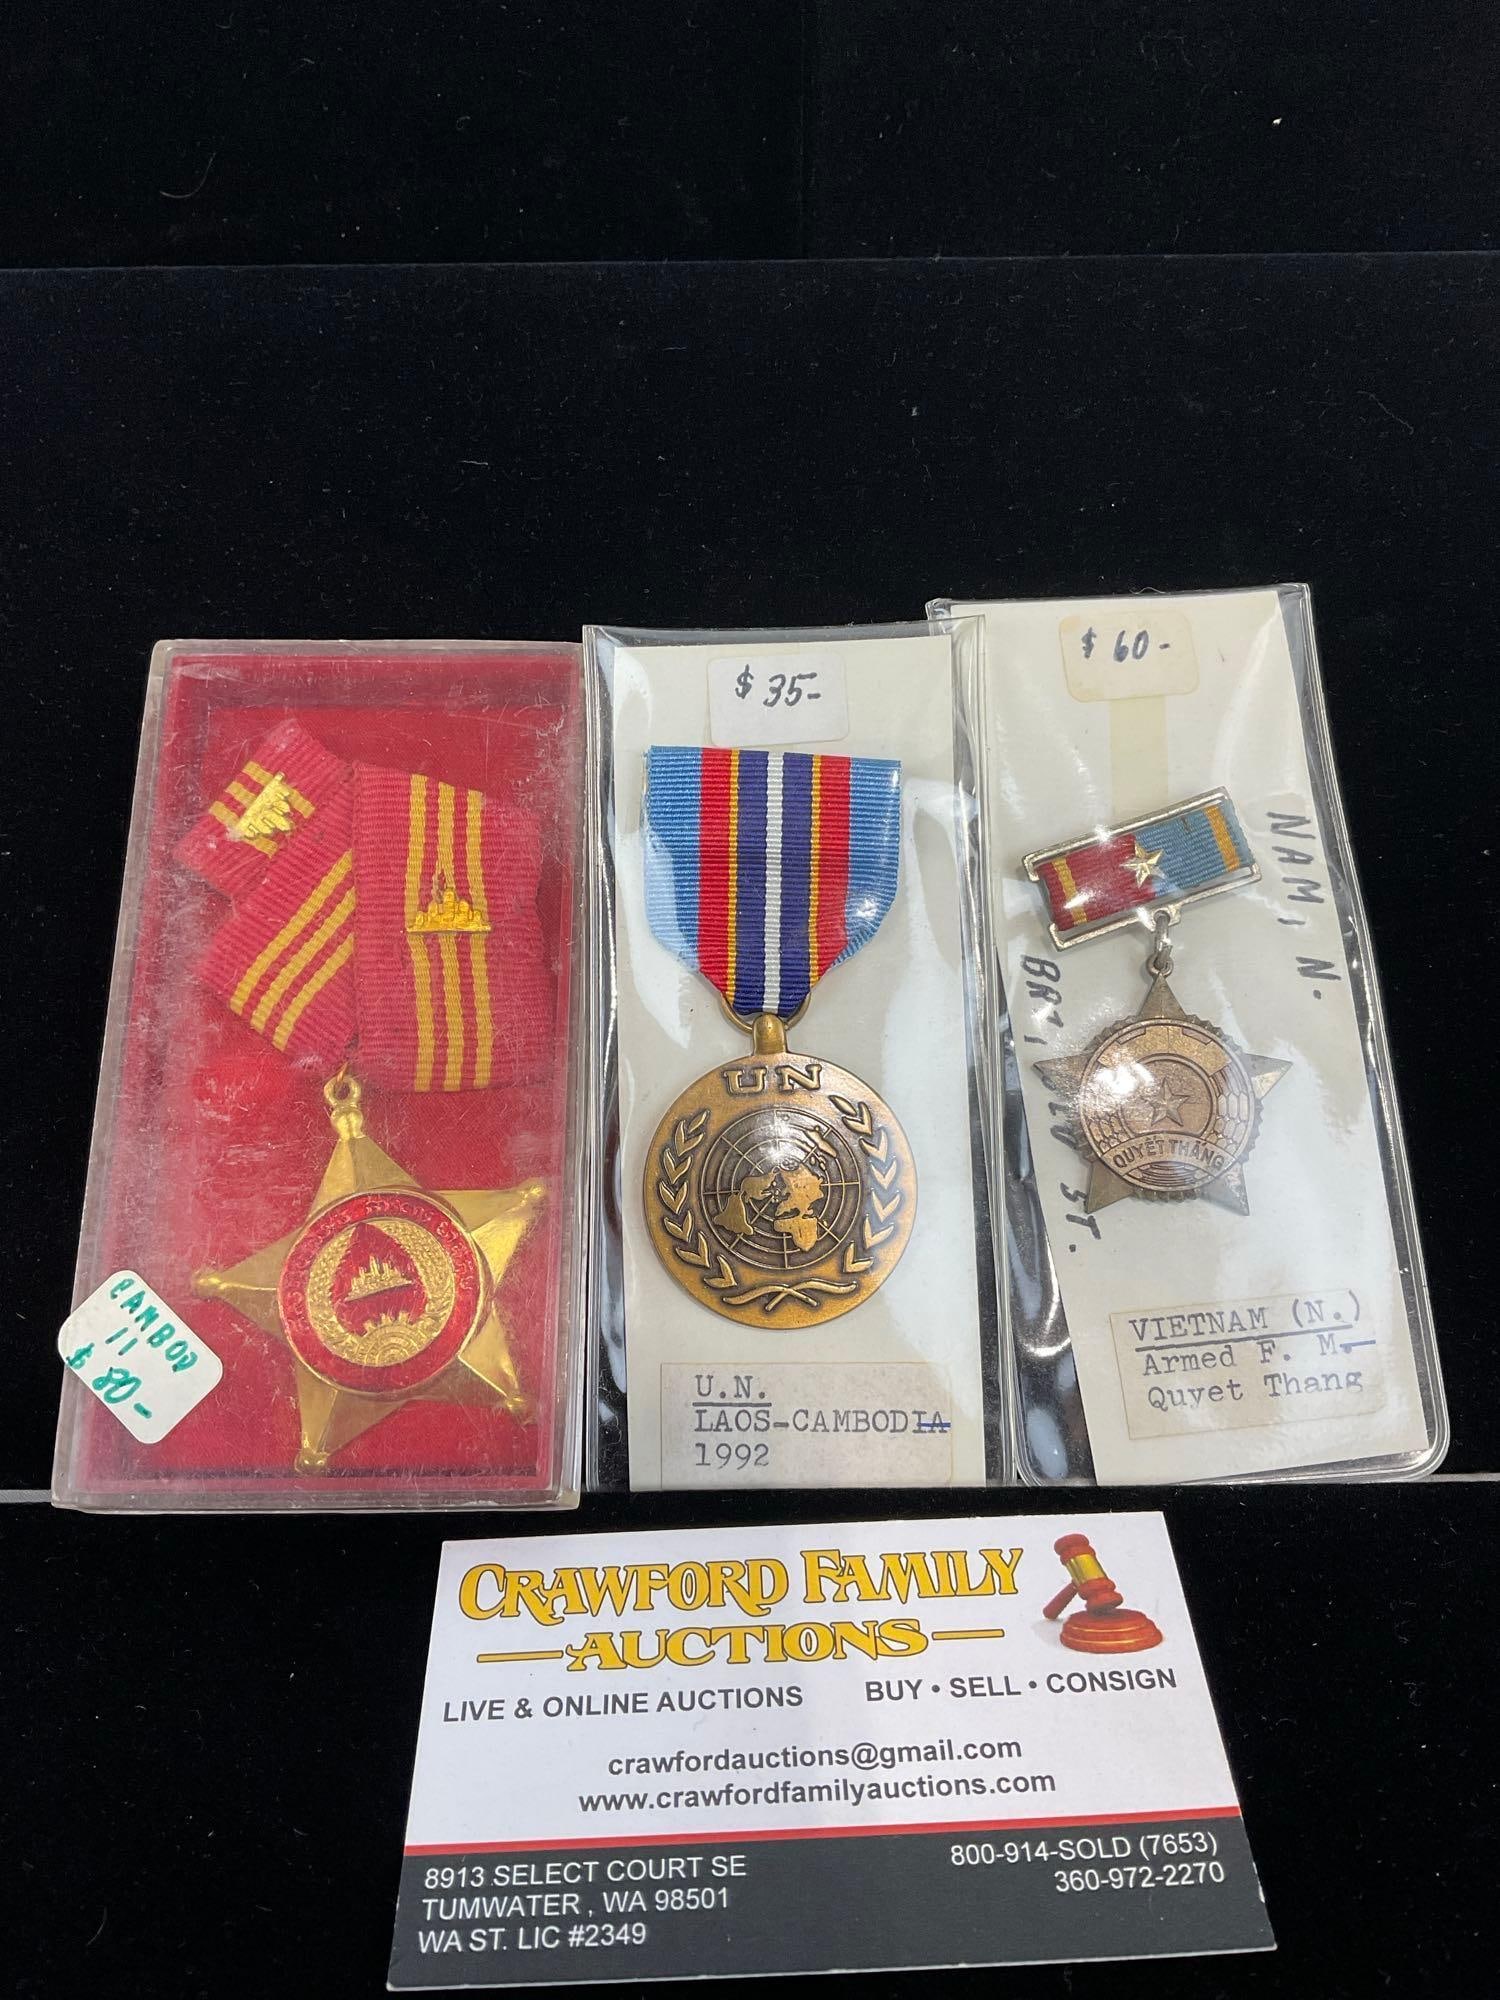 CAMBOD
11
$ 80-
$ 35-
UN
U.N.
LAOS-CAMBODIA
1992
$ 60-
NAM, N.
QUYẾT THẮNG
VIETNAM (N.)
Armed F. M.
Quyet Thang
CRAWFORD FAMILY
AUCTIONS
LIVE & ONLINE AUCTIONS BUY • SELL • CONSIGN
crawfordauctions@gmail.com
www.crawfordfamilyauctions.com
8913 SELECT COURT SE
TUMWATER , WA 98501
WA ST. LIC #2349
800-914-SOLD (7653)
360-972-2270